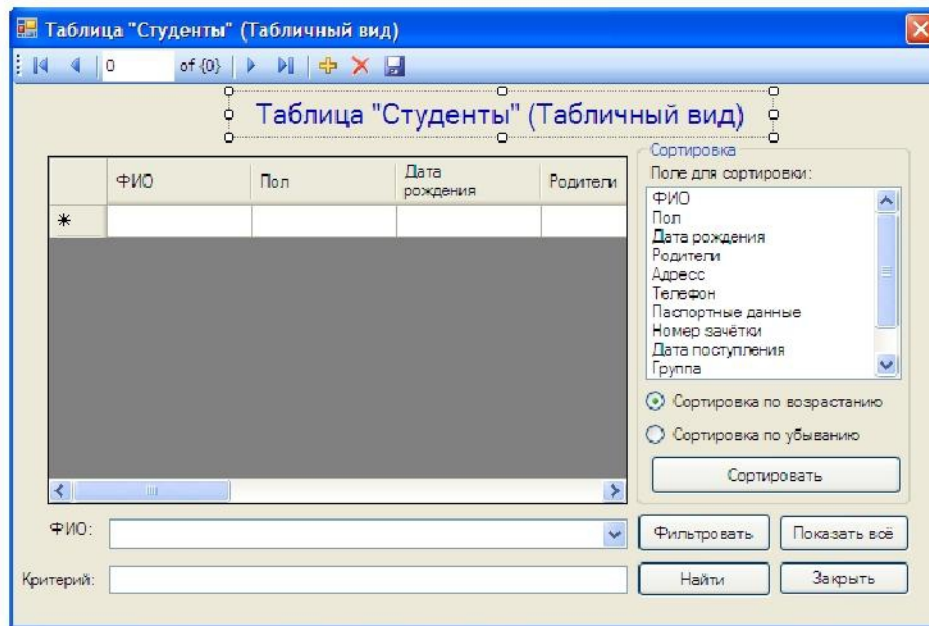 Таблица "Студенты" (Табличный вид)
0 of {0}
Таблица "Студенты" (Табличный вид)
ФИО Пол Дата рождения Родители
Сортировка
Поле для сортировки:
ФИО
Пол
Дата рождения
Родители
Адресс
Телефон
Паспортные данные
Номер зачётки
Дата поступления
Группа
Сортировка по возрастанию
Сортировка по убыванию
Сортировать
ФИО:
Фильтровать Показать всё
Критерий:
Найти Закрыть